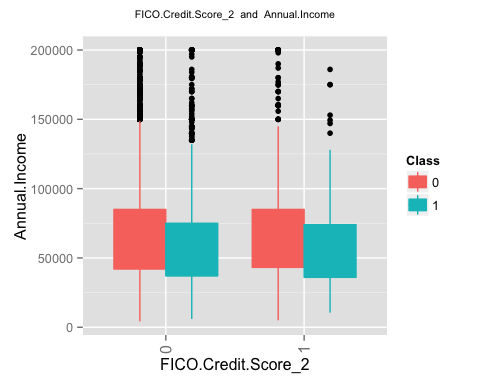 FICO.Credit.Score_2 and Annual.Income
200000
150000
100000
50000
0
Annual.Income
0
1
FICO.Credit.Score_2
Class
0
1